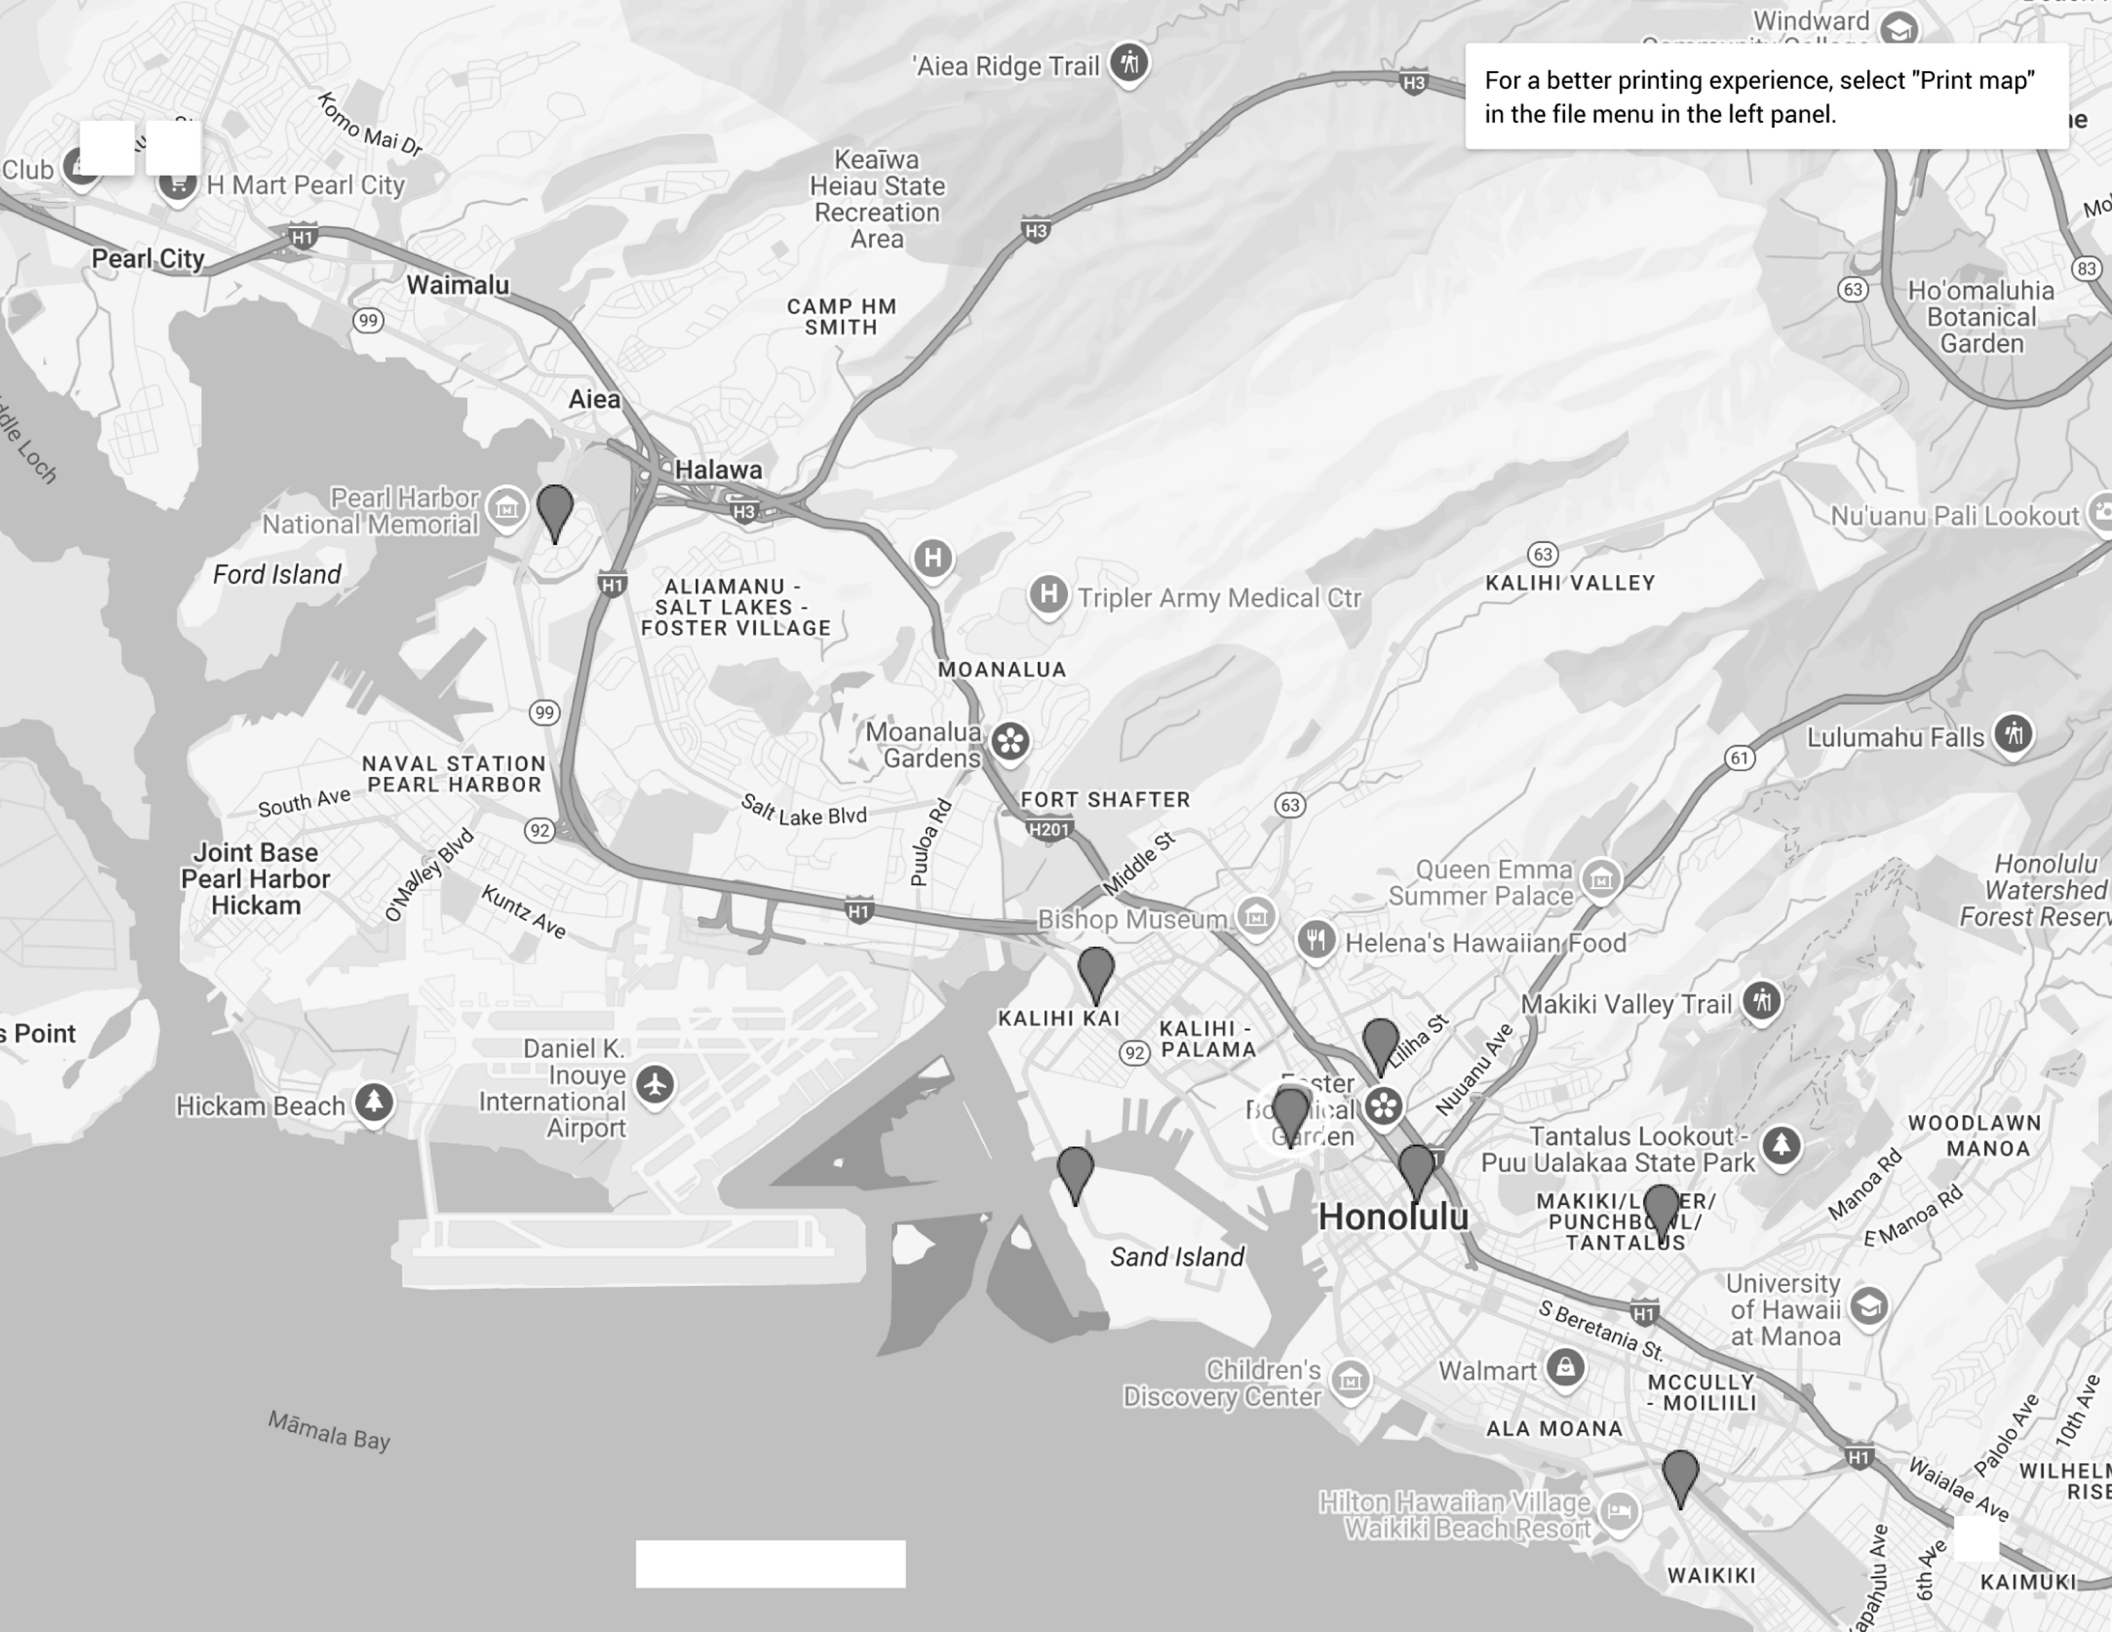 Windward
'Aiea Ridge Trail
H3
For a better printing experience, select "Print map"
in the file menu in the left panel.
Komo Mai Dr
Club
H Mart Pearl City
Keaīwa
Heiau State
Recreation
Area
H3
H1
Pearl City
Waimalu
99
CAMP HM
SMITH
63
83
Ho'omaluhia
Botanical
Garden
Aiea
Halawa
H3
Pearl Harbor
National Memorial
Nu'uanu Pali Lookout
Ford Island
H1
ALIAMANU -
SALT LAKES -
FOSTER VILLAGE
H
H
Tripler Army Medical Ctr
63
KALIHI VALLEY
MOANALUA
99
Moanalua
Gardens
Lulumahu Falls
61
NAVAL STATION
PEARL HARBOR
South Ave
Salt Lake Blvd
Puuloa Rd
FORT SHAFTER
H201
63
92
Middle St
Joint Base
Pearl Harbor
Hickam
O'Malley Blvd
Kuntz Ave
H1
Queen Emma
Summer Palace
Honolulu
Watershed
Bishop Museum
Helena's Hawaiian Food
Makiki Valley Trail
KALIHI KAI
KALIHI -
PALAMA
92
Liliha St
Nuuanu Ave
s Point
Daniel K.
Inouye
International
Airport
Hickam Beach
Garden
WOODLAWN
MANOA
Tantalus Lookout -
Puu Ualakaa State Park
Manoa Rd
E Manoa Rd
Honolulu
PUNCHBOWL/
TANTALUS
Sand Island
University
of Hawaii
at Manoa
H1
S Beretania St.
Children's
Discovery Center
Walmart
MCCULLY
- MOILIILI
ALA MOANA
Māmala Bay
H1
Palolo Ave
10th Ave
Waialae Ave
Hilton Hawaiian Village
Waikiki Beach Resort
WAIKIKI
6th Ave
KAIMUKI